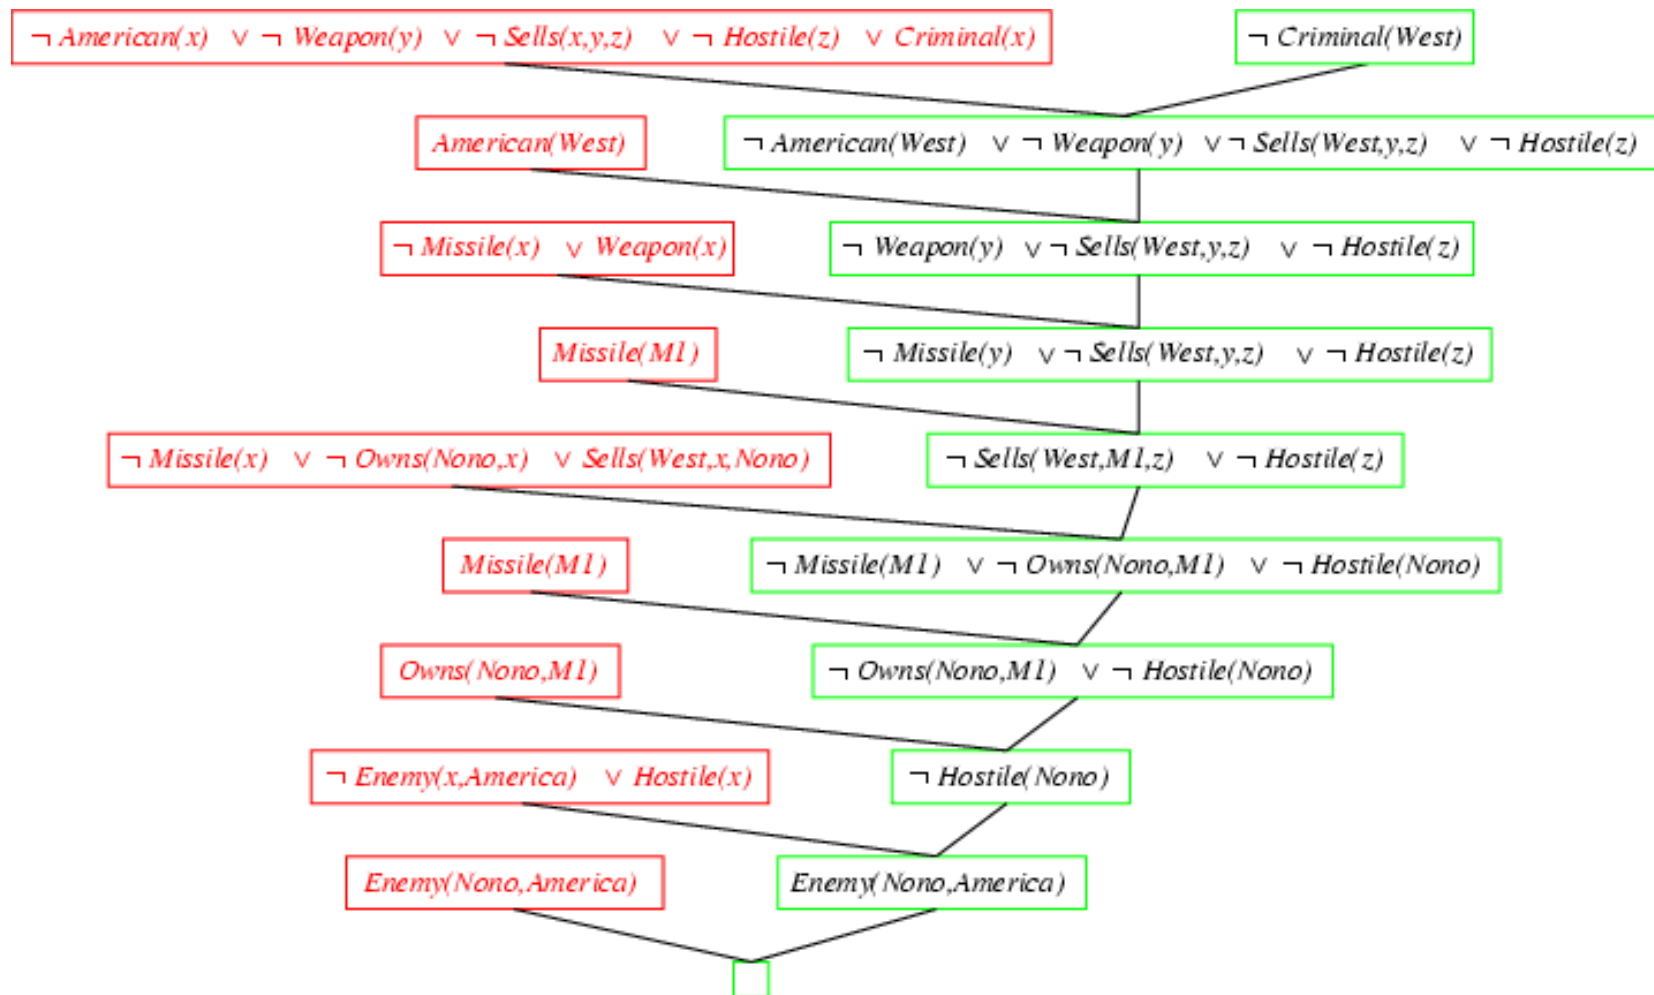 ¬ American(x) ∨ ¬ Weapon(y) ∨ ¬ Sells(x,y,z) ∨ ¬ Hostile(z) ∨ Criminal(x)
¬ Criminal(West)
American(West)
¬ American(West) ∨ ¬ Weapon(y) ∨ ¬ Sells(West,y,z) ∨ ¬ Hostile(z)
¬ Missile(x) ∨ Weapon(x)
¬ Weapon(y) ∨ ¬ Sells(West,y,z) ∨ ¬ Hostile(z)
Missile(M1)
¬ Missile(y) ∨ ¬ Sells(West,y,z) ∨ ¬ Hostile(z)
¬ Missile(x) ∨ ¬ Owns(Nono,x) ∨ Sells(West,x,Nono)
¬ Sells(West,M1,z) ∨ ¬ Hostile(z)
Missile(M1)
¬ Missile(M1) ∨ ¬ Owns(Nono,M1) ∨ ¬ Hostile(Nono)
Owns(Nono,M1)
¬ Owns(Nono,M1) ∨ ¬ Hostile(Nono)
¬ Enemy(x,America) ∨ Hostile(x)
¬ Hostile(Nono)
Enemy(Nono,America)
Enemy(Nono,America)